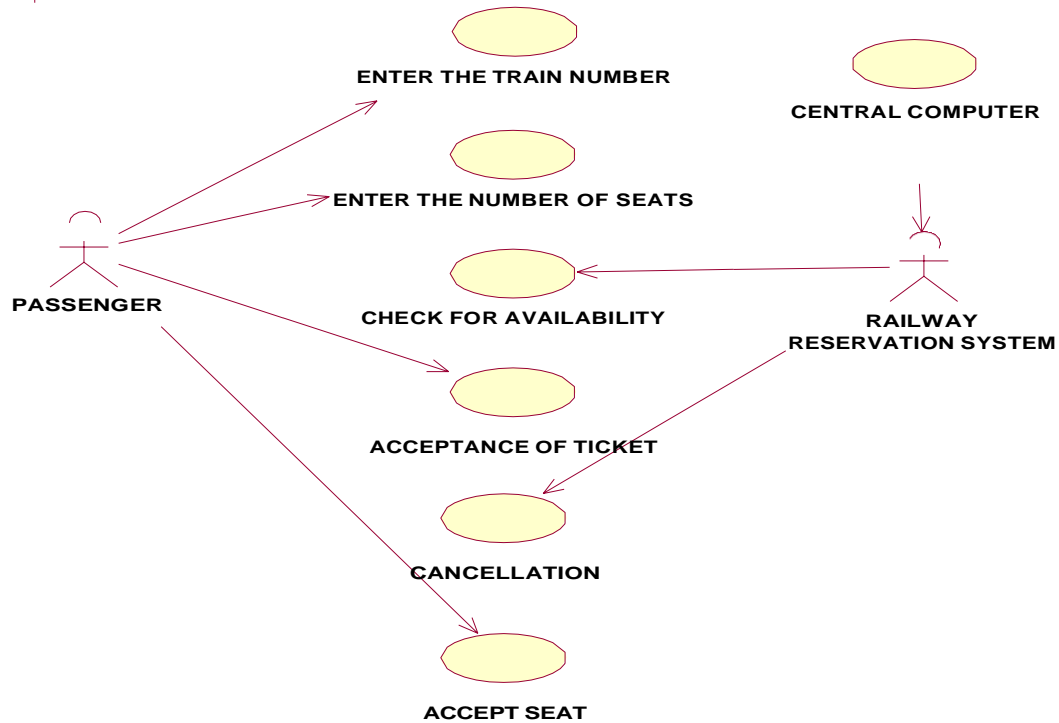 ENTER THE TRAIN NUMBER
CENTRAL COMPUTER
ENTER THE NUMBER OF SEATS
PASSENGER
CHECK FOR AVAILABILITY
RAILWAY
RESERVATION SYSTEM
ACCEPTANCE OF TICKET
CANCELLATION
ACCEPT SEAT